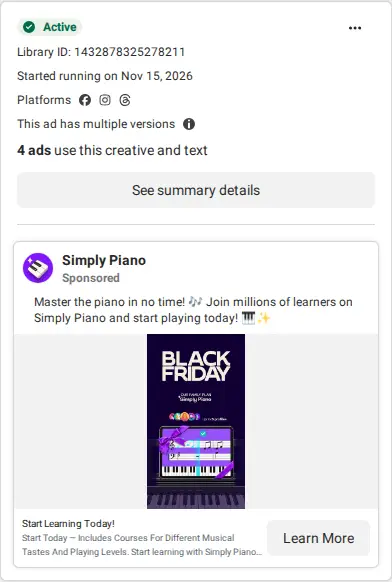 Active
Library ID: 1432878325278211
Started running on Nov 15, 2026
Platforms
This ad has multiple versions
4 ads use this creative and text
See summary details
Simply Piano
Sponsored
Master the piano in no time! 🎶 Join millions of learners on
Simply Piano and start playing today! 🎹✨
BLACK
FRIDAY
OUR FAMILY PLAN
Simply Piano
Start Learning Today!
Start Today — Includes Courses For Different Musical
Tastes And Playing Levels. Start learning with Simply Piano...
Learn More